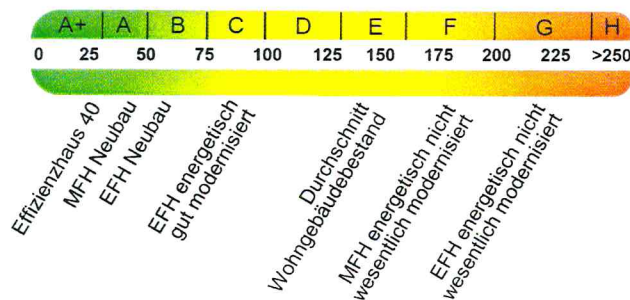 A+ A B C D E F G H
0 25 50 75 100 125 150 175 200 225 >250
Effizienzhaus 40
MFH Neubau
EFH Neubau
EFH energetisch
gut modernisiert
Durchschnitt
Wohngebäudebestand
MFH energetisch nicht
wesentlich modernisiert
EFH energetisch nicht
wesentlich modernisiert